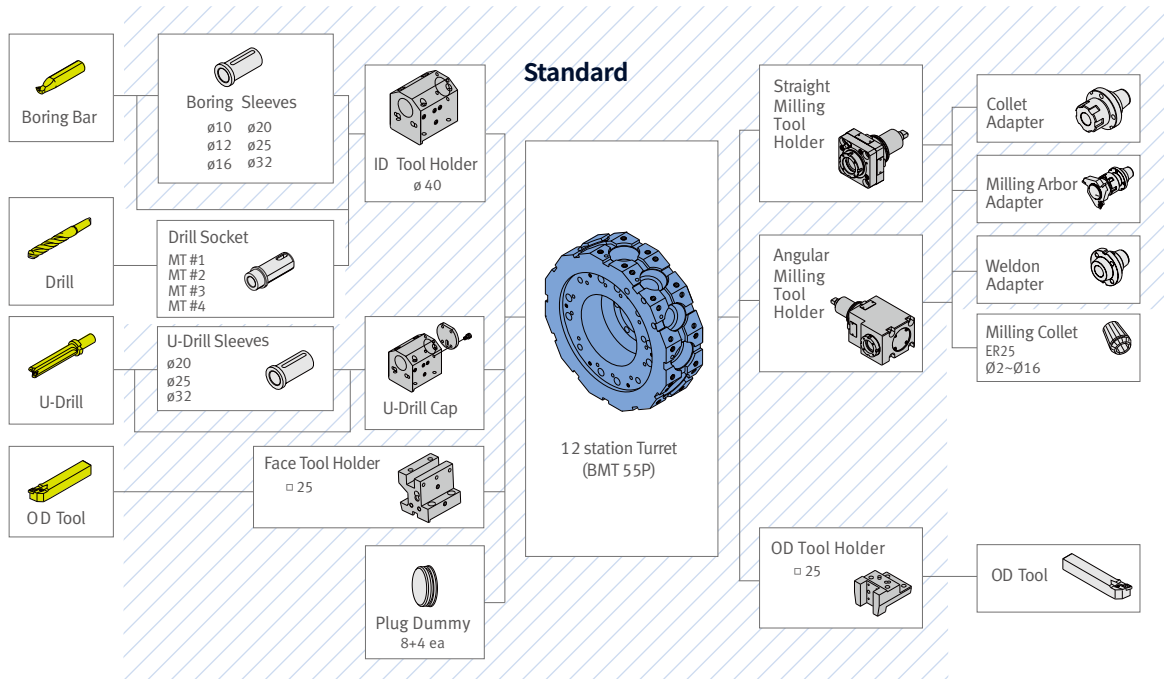 Standard
Boring Bar
Boring Sleeves
ø10 ø20
ø12 ø25
ø16 ø32
ID Tool Holder
ø 40
Drill
Drill Socket
MT #1
MT #2
MT #3
MT #4
U-Drill
U-Drill Sleeves
ø20
ø25
ø32
U-Drill Cap
OD Tool
Face Tool Holder
□ 25
Plug Dummy
8+4 ea
12 station Turret
(BMT 55P)
Straight
Milling
Tool
Holder
Angular
Milling
Tool
Holder
OD Tool Holder
□ 25
Collet
Adapter
Milling Arbor
Adapter
Weldon
Adapter
Milling Collet
ER25
Ø2~Ø16
OD Tool